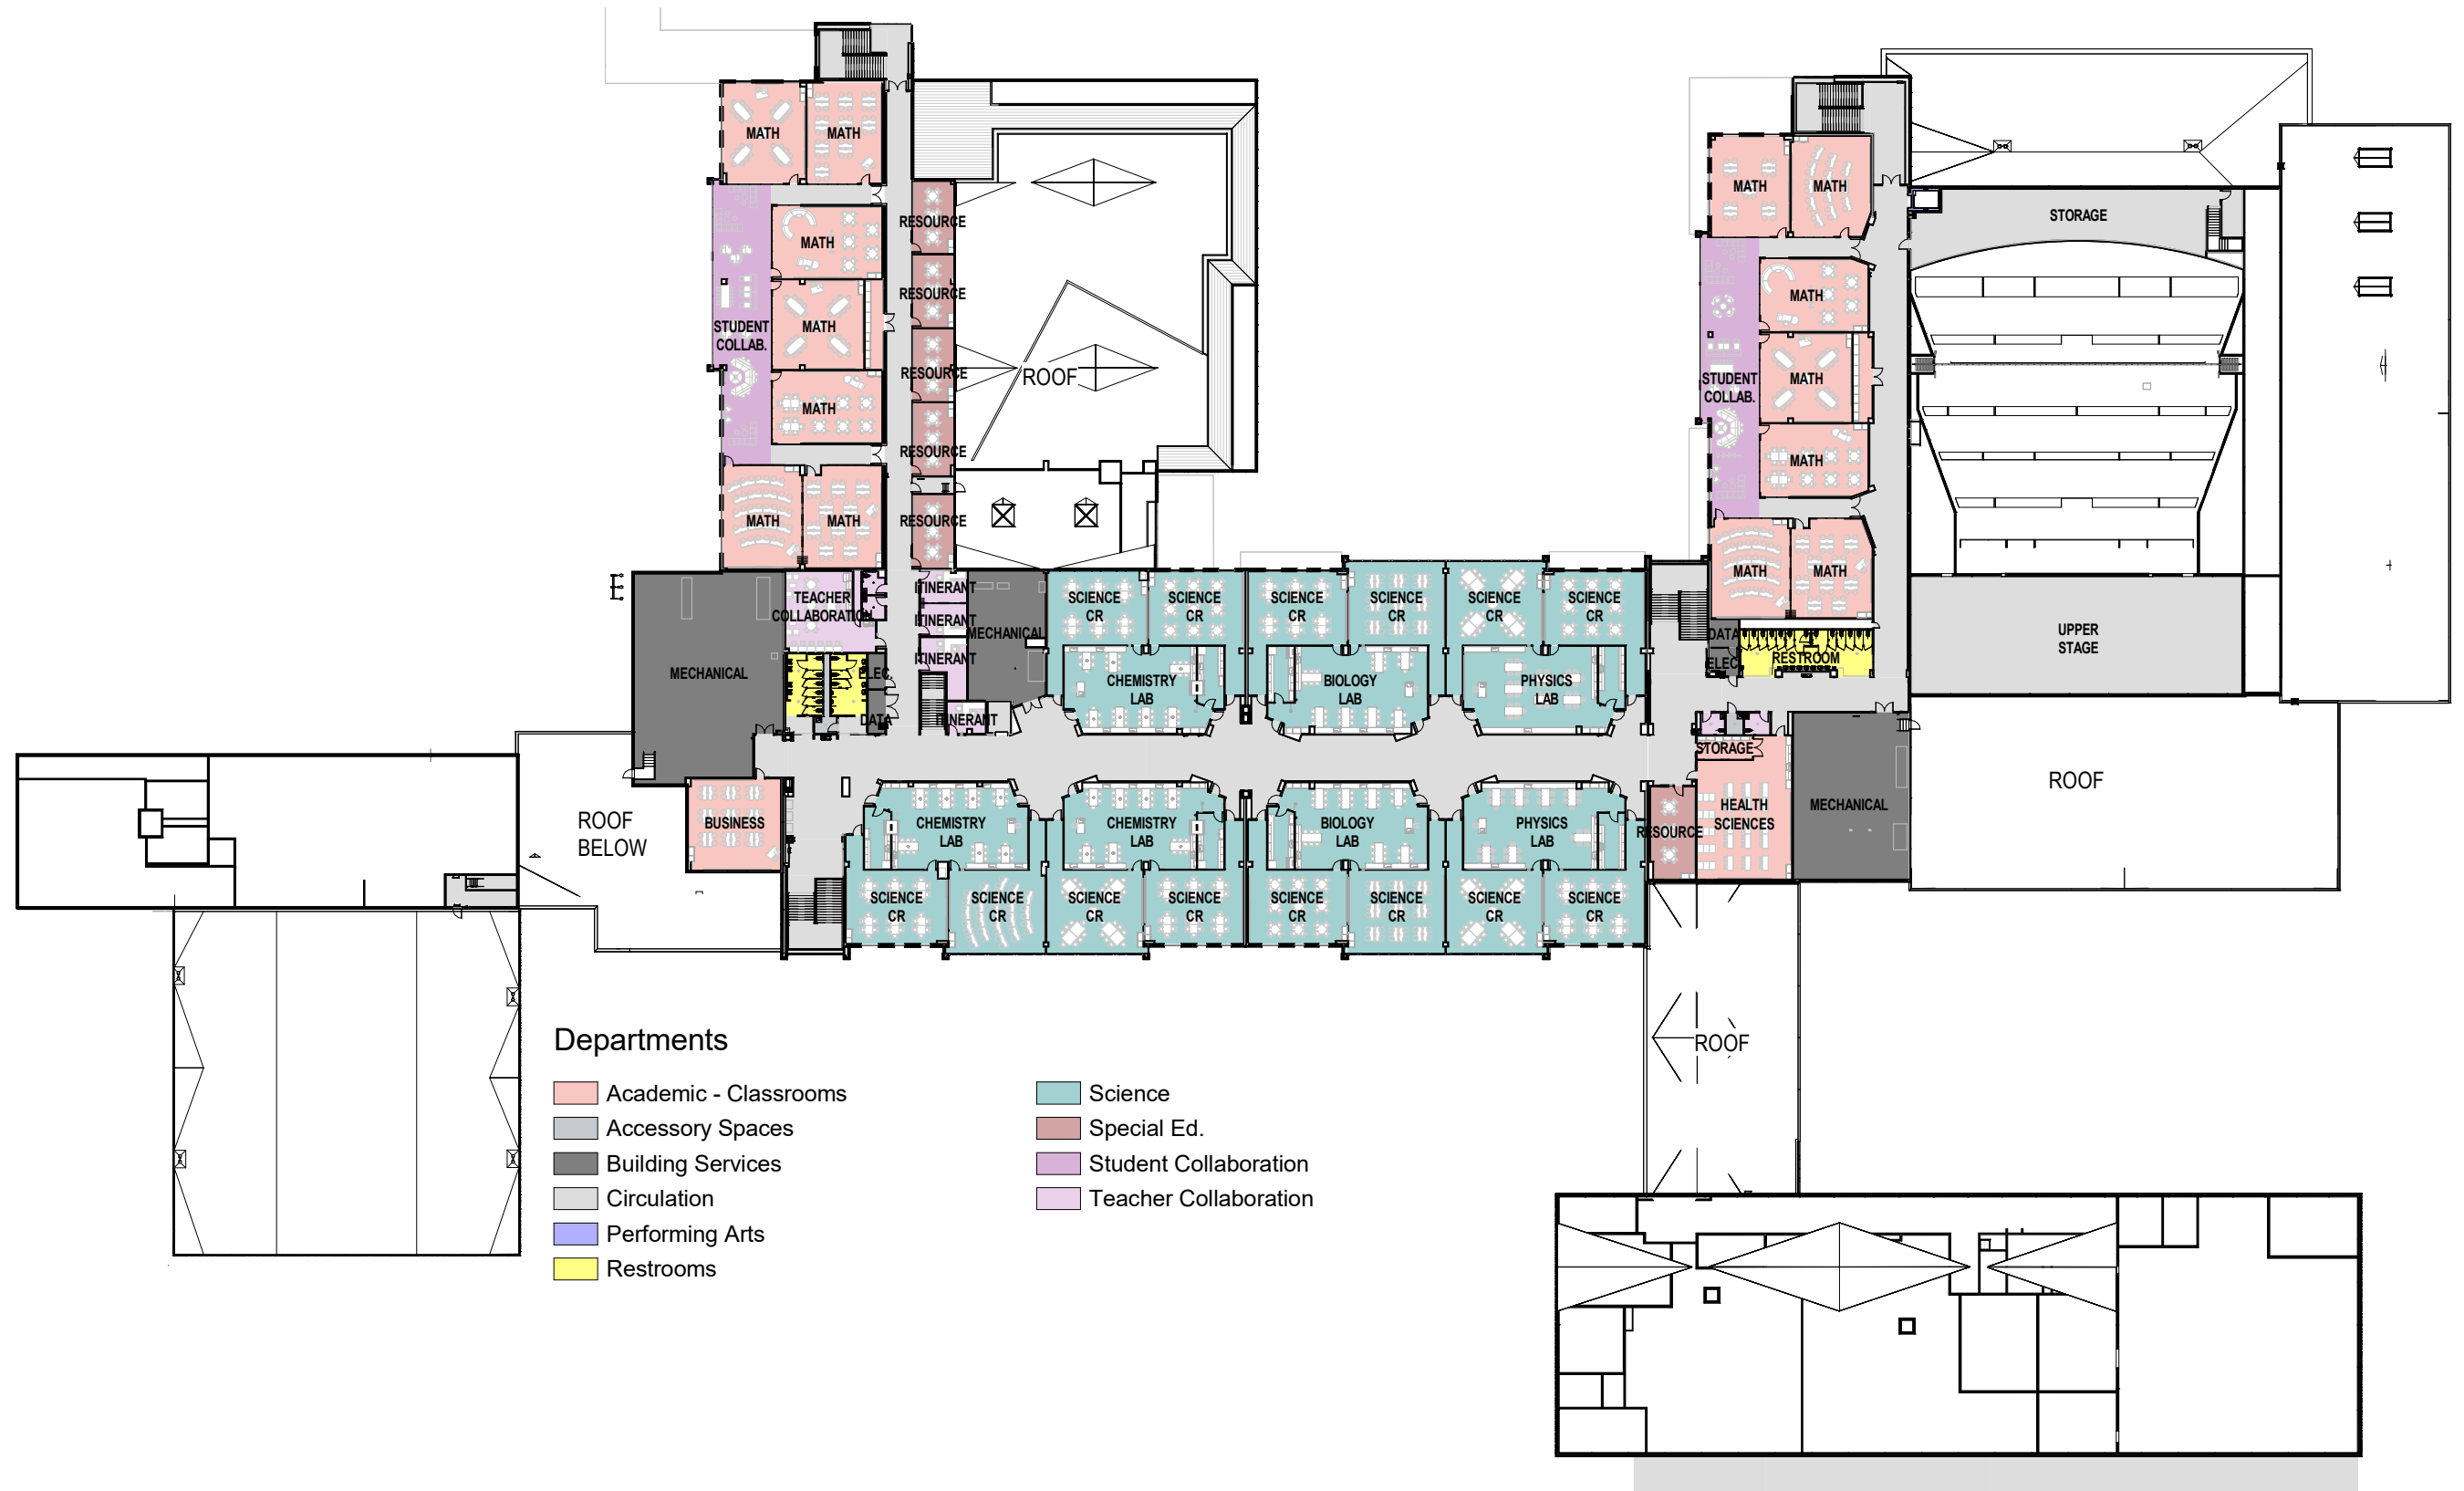 MATH
MATH
MATH
MATH
STORAGE
RESOURCE
MATH
RESOURCE
MATH
MATH
STUDENT
COLLAB.
RESOURCE
ROOF
MATH
STUDENT
COLLAB.
MATH
RESOURCE
MATH
MATH
MATH
RESOURCE
MATH
MATH
TEACHER
COLLABORATION
ITINERANT
ITINERANT
ITINERANT
MECHANICAL
SCIENCE
CR
SCIENCE
CR
SCIENCE
CR
SCIENCE
CR
SCIENCE
CR
SCIENCE
CR
DATA
ELEC.
RESTROOM
UPPER
STAGE
MECHANICAL
ELEC.
DATA
ITINERANT
CHEMISTRY
LAB
BIOLOGY
LAB
PHYSICS
LAB
STORAGE
ROOF
BELOW
BUSINESS
CHEMISTRY
LAB
CHEMISTRY
LAB
BIOLOGY
LAB
PHYSICS
LAB
RESOURCE
HEALTH
SCIENCES
MECHANICAL
ROOF
SCIENCE
CR
SCIENCE
CR
SCIENCE
CR
SCIENCE
CR
SCIENCE
CR
SCIENCE
CR
SCIENCE
CR
SCIENCE
CR
ROOF
Departments
Academic - Classrooms
Accessory Spaces
Building Services
Circulation
Performing Arts
Restrooms
Science
Special Ed.
Student Collaboration
Teacher Collaboration